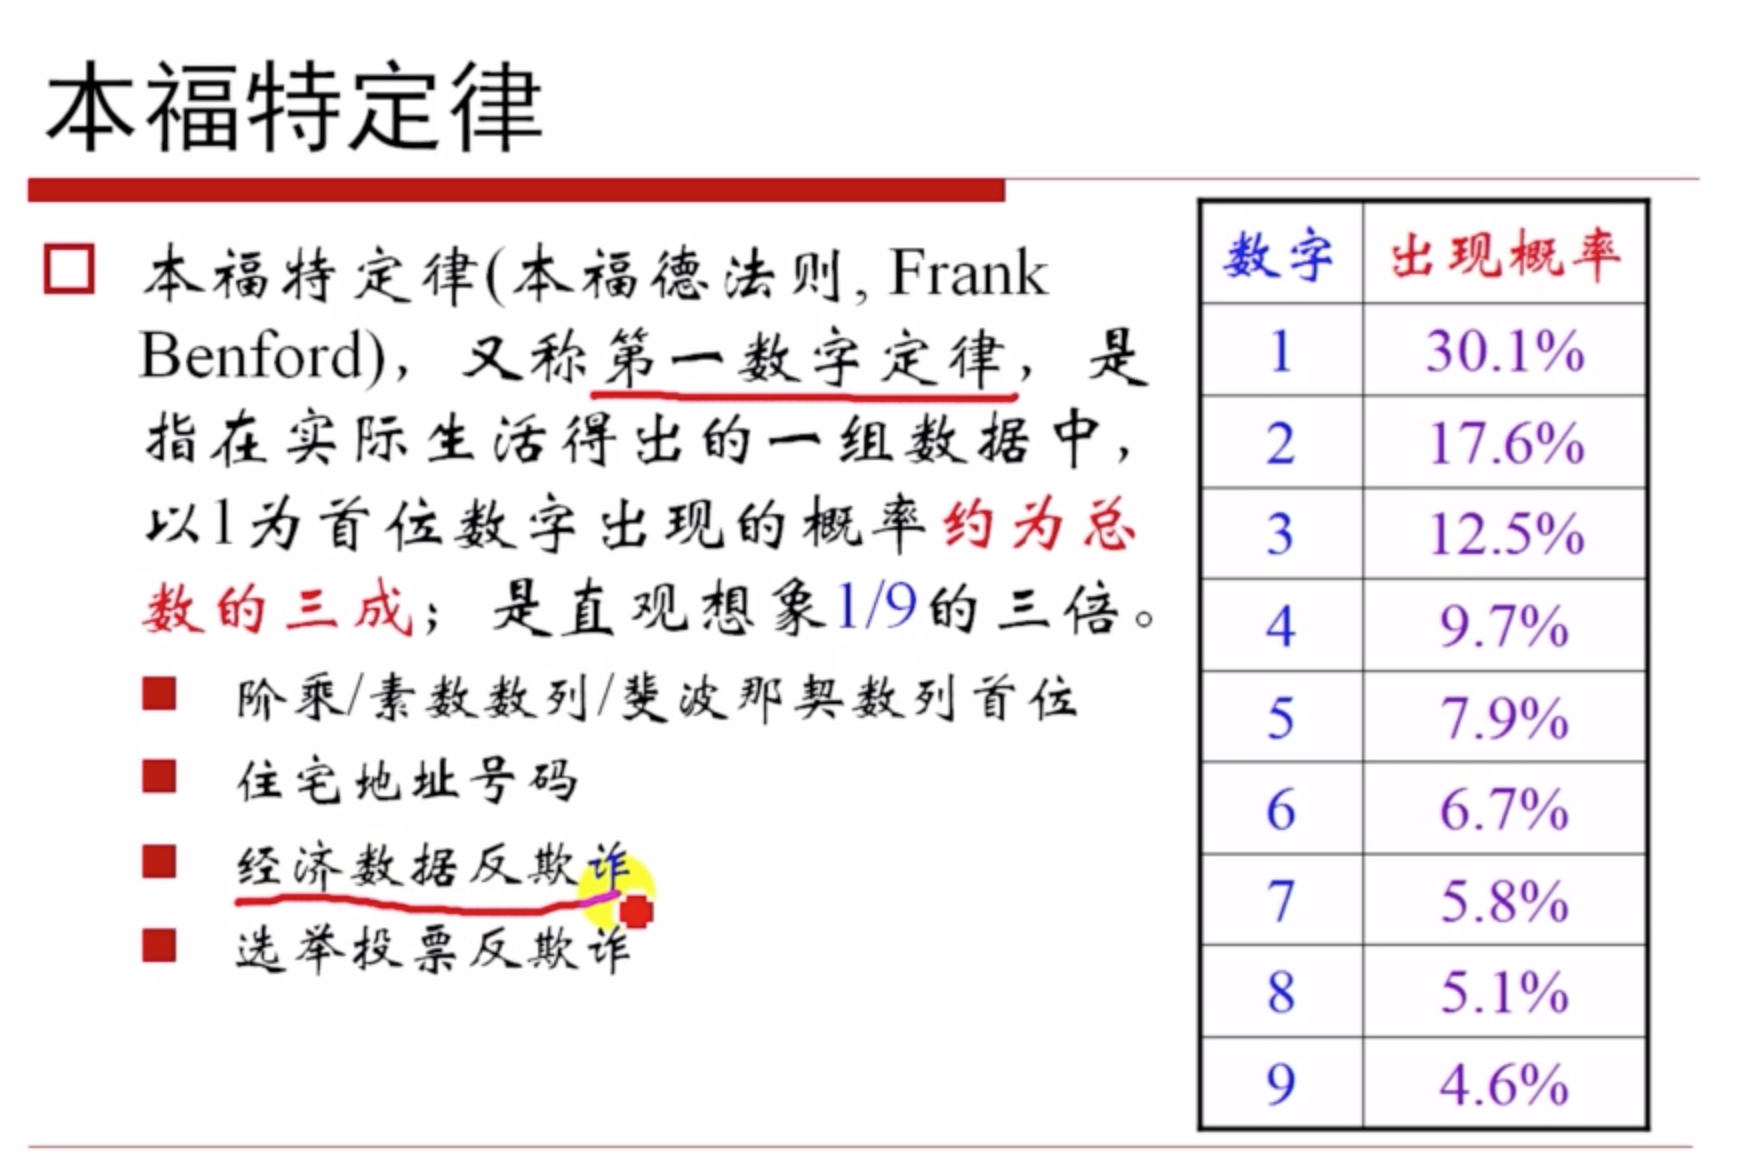 本福特定律
本福特定律(本福德法则, Frank
Benford)，又称第一数字定律，是
指在实际生活得出的一组数据中，
以1为首位数字出现的概率约为总
数的三成；是直观想象1/9的三倍。
阶乘/素数数列/斐波那契数列首位
住宅地址号码
经济数据反欺诈
选举投票反欺诈
数字 出现概率
1 30.1%
2 17.6%
3 12.5%
4 9.7%
5 7.9%
6 6.7%
7 5.8%
8 5.1%
9 4.6%